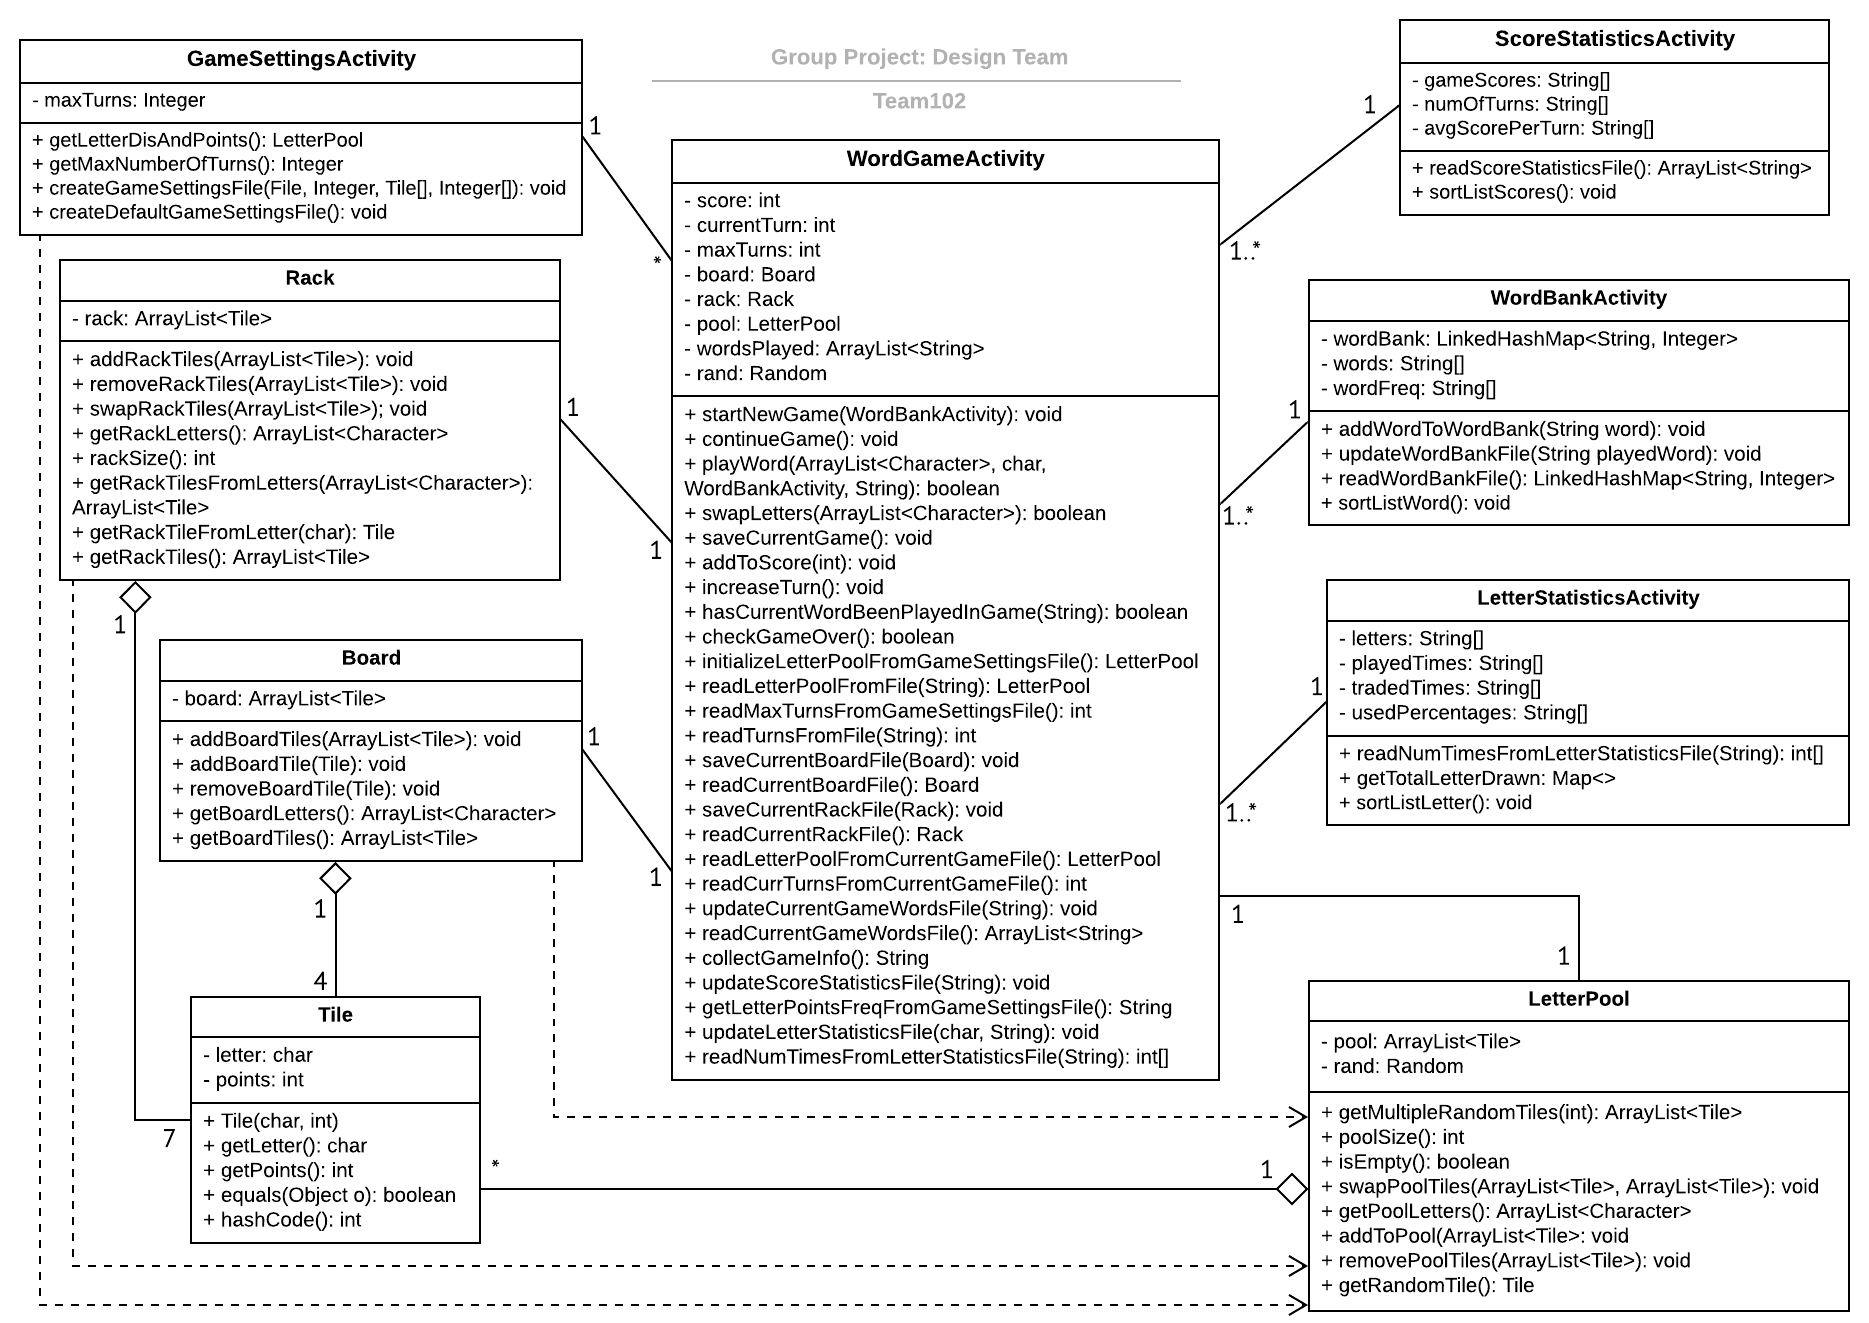 Group Project: Design Team
Team102
GameSettingsActivity
- maxTurns: Integer
+ getLetterDisAndPoints(): LetterPool
+ getMaxNumberOfTurns(): Integer
+ createGameSettingsFile(File, Integer, Tile[], Integer[]): void
+ createDefaultGameSettingsFile(): void
1
*
Rack
- rack: ArrayList<Tile>
+ addRackTiles(ArrayList<Tile>): void
+ removeRackTiles(ArrayList<Tile>): void
+ swapRackTiles(ArrayList<Tile>); void
+ getRackLetters(): ArrayList<Character>
+ rackSize(): int
+ getRackTilesFromLetters(ArrayList<Character>):
ArrayList<Tile>
+ getRackTileFromLetter(char): Tile
+ getRackTiles(): ArrayList<Tile>
1
1
1
7
Board
- board: ArrayList<Tile>
+ addBoardTiles(ArrayList<Tile>): void
+ addBoardTile(Tile): void
+ removeBoardTile(Tile): void
+ getBoardLetters(): ArrayList<Character>
+ getBoardTiles(): ArrayList<Tile>
1
1
1
4
Tile
- letter: char
- points: int
+ Tile(char, int)
+ getLetter(): char
+ getPoints(): int
+ equals(Object o): boolean
+ hashCode(): int
*
1
WordGameActivity
- score: int
- currentTurn: int
- maxTurns: int
- board: Board
- rack: Rack
- pool: LetterPool
- wordsPlayed: ArrayList<String>
- rand: Random
+ startNewGame(WordBankActivity): void
+ continueGame(): void
+ playWord(ArrayList<Character>, char,
WordBankActivity, String): boolean
+ swapLetters(ArrayList<Character>): boolean
+ saveCurrentGame(): void
+ addToScore(int): void
+ increaseTurn(): void
+ hasCurrentWordBeenPlayedInGame(String): boolean
+ checkGameOver(): boolean
+ initializeLetterPoolFromGameSettingsFile(): LetterPool
+ readLetterPoolFromFile(String): LetterPool
+ readMaxTurnsFromGameSettingsFile(): int
+ readTurnsFromFile(String): int
+ saveCurrentBoardFile(Board): void
+ readCurrentBoardFile(): Board
+ saveCurrentRackFile(Rack): void
+ readCurrentRackFile(): Rack
+ readLetterPoolFromCurrentGameFile(): LetterPool
+ readCurrTurnsFromCurrentGameFile(): int
+ updateCurrentGameWordsFile(String): void
+ readCurrentGameWordsFile(): ArrayList<String>
+ collectGameInfo(): String
+ updateScoreStatisticsFile(String): void
+ getLetterPointsFreqFromGameSettingsFile(): String
+ updateLetterStatisticsFile(char, String): void
+ readNumTimesFromLetterStatisticsFile(String): int[]
ScoreStatisticsActivity
- gameScores: String[]
- numOfTurns: String[]
- avgScorePerTurn: String[]
+ readScoreStatisticsFile(): ArrayList<String>
+ sortListScores(): void
1
1..*
WordBankActivity
- wordBank: LinkedHashMap<String, Integer>
- words: String[]
- wordFreq: String[]
+ addWordToWordBank(String word): void
+ updateWordBankFile(String playedWord): void
+ readWordBankFile(): LinkedHashMap<String, Integer>
+ sortListWord(): void
1
1..*
LetterStatisticsActivity
- letters: String[]
- playedTimes: String[]
- tradedTimes: String[]
- usedPercentages: String[]
+ readNumTimesFromLetterStatisticsFile(String): int[]
+ getTotalLetterDrawn: Map<>
+ sortListLetter(): void
1
1..*
1
1
LetterPool
- pool: ArrayList<Tile>
- rand: Random
+ getMultipleRandomTiles(int): ArrayList<Tile>
+ poolSize(): int
+ isEmpty(): boolean
+ swapPoolTiles(ArrayList<Tile>, ArrayList<Tile>): void
+ getPoolLetters(): ArrayList<Character>
+ addToPool(ArrayList<Tile>: void
+ removePoolTiles(ArrayList<Tile>): void
+ getRandomTile(): Tile